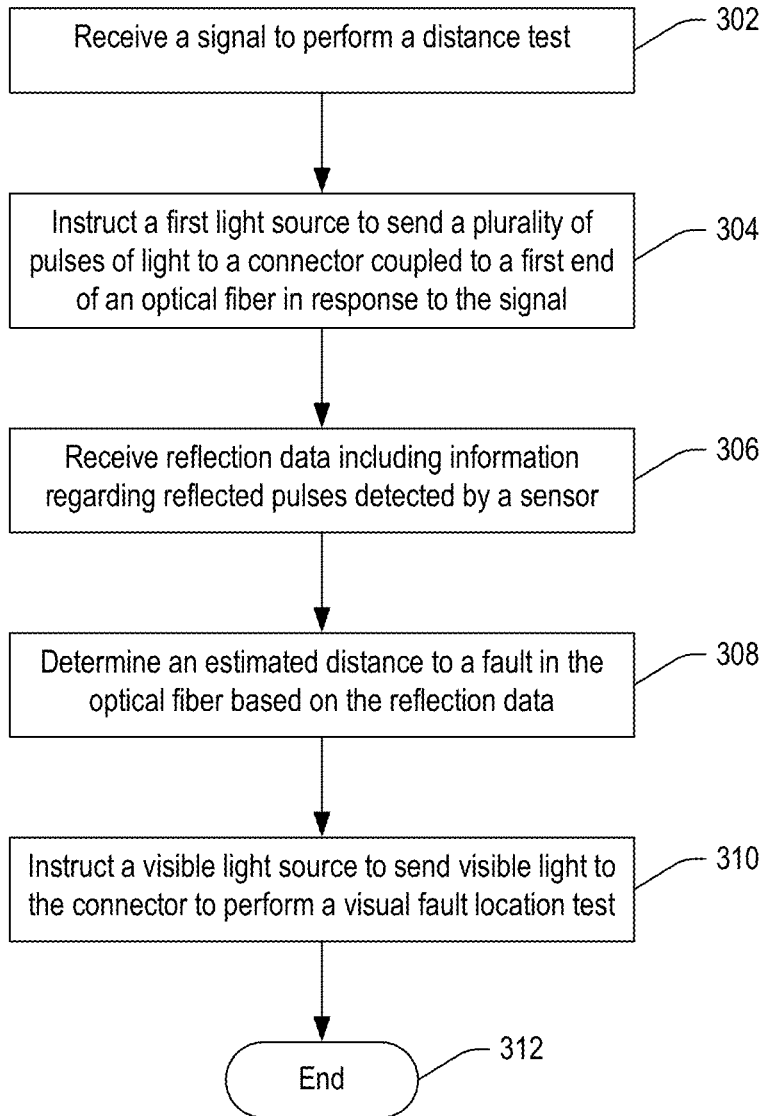 Receive a signal to perform a distance test
302
Instruct a first light source to send a plurality of
pulses of light to a connector coupled to a first end
of an optical fiber in response to the signal
304
Receive reflection data including information
regarding reflected pulses detected by a sensor
306
Determine an estimated distance to a fault in the
optical fiber based on the reflection data
308
Instruct a visible light source to send visible light to
the connector to perform a visual fault location test
310
End
312